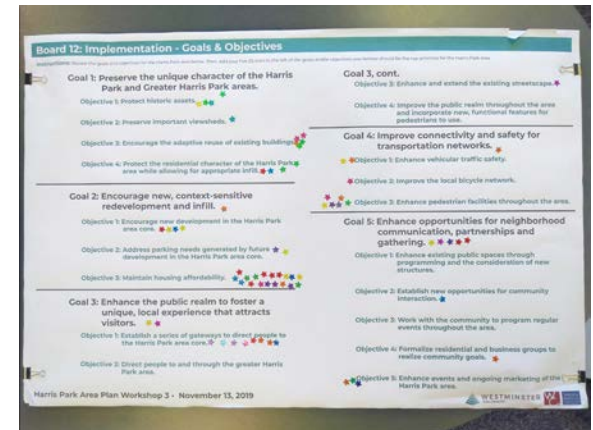 Board 12: Implementation - Goals & Objectives
Goal 1: Preserve the unique character of the Harris
Park and Greater Harris Park areas.
Objective 1: Protect historic assets.
Objective 2: Preserve important viewsheds.
Objective 3: Encourage the adaptive reuse of existing buildings
Objective 4: Protect the residential character of the Harris Park
area while allowing for appropriate infill.
Goal 2: Encourage new, context-sensitive
redevelopment and infill.
Objective 1: Encourage new development in the Harris Park
area core.
Objective 2: Address parking needs generated by future
development in the Harris Park area core.
Objective 3: Maintain housing affordability.
Goal 3: Enhance the public realm to foster a
unique, local experience that attracts
visitors.
Objective 1: Establish a series of gateways to direct people to
the Harris Park area core.
Objective 2: Direct people to and through the greater Harris
Park area.
Harris Park Area Plan Workshop 3 - November 13, 2019
Goal 3, cont.
Objective 3: Enhance and extend the existing streetscape.
Objective 4: Improve the public realm throughout the area
and incorporate new, functional features for
pedestrians to use.
Goal 4: Improve connectivity and safety for
transportation networks.
Objective 1: Enhance vehicular traffic safety.
Objective 2: Improve the local bicycle network.
Objective 3: Enhance pedestrian facilities throughout the area.
Goal 5: Enhance opportunities for neighborhood
communication, partnerships and
gathering.
Objective 1: Enhance existing public spaces through
programming and the consideration of new
structures.
Objective 2: Establish new opportunities for community
interaction.
Objective 3: Work with the community to program regular
events throughout the area.
Objective 4: Formalize residential and business groups to
realize community goals.
Objective 5: Enhance events and ongoing marketing of the
Harris Park area.
WESTMINSTER